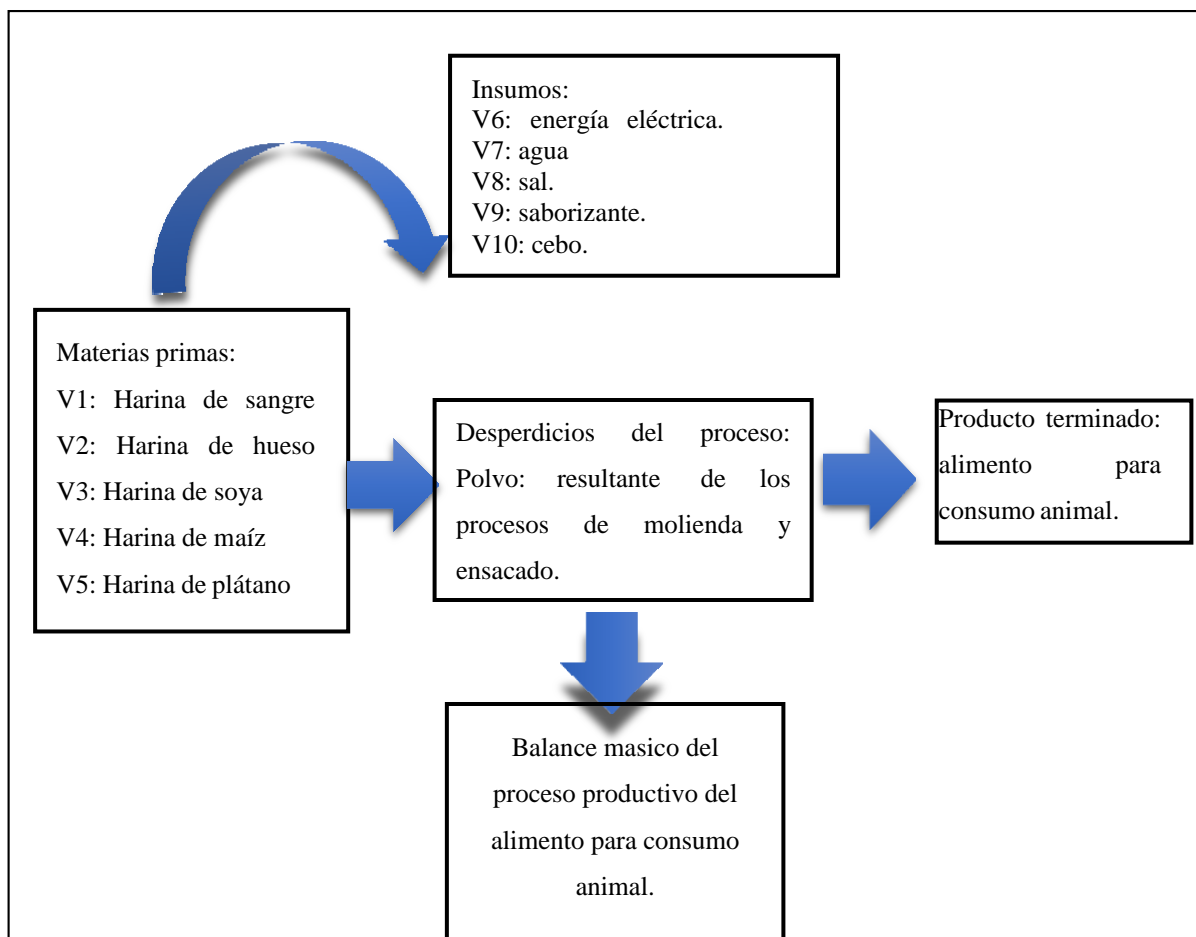 Insumos:
V6: energía eléctrica.
V7: agua
V8: sal.
V9: saborizante.
V10: cebo.
Materias primas:
V1: Harina de sangre
V2: Harina de hueso
V3: Harina de soya
V4: Harina de maíz
V5: Harina de plátano
Desperdicios del proceso:
Polvo: resultante de los
procesos de molienda y
ensacado.
Producto terminado:
alimento para
consumo animal.
Balance masico del
proceso productivo del
alimento para consumo
animal.